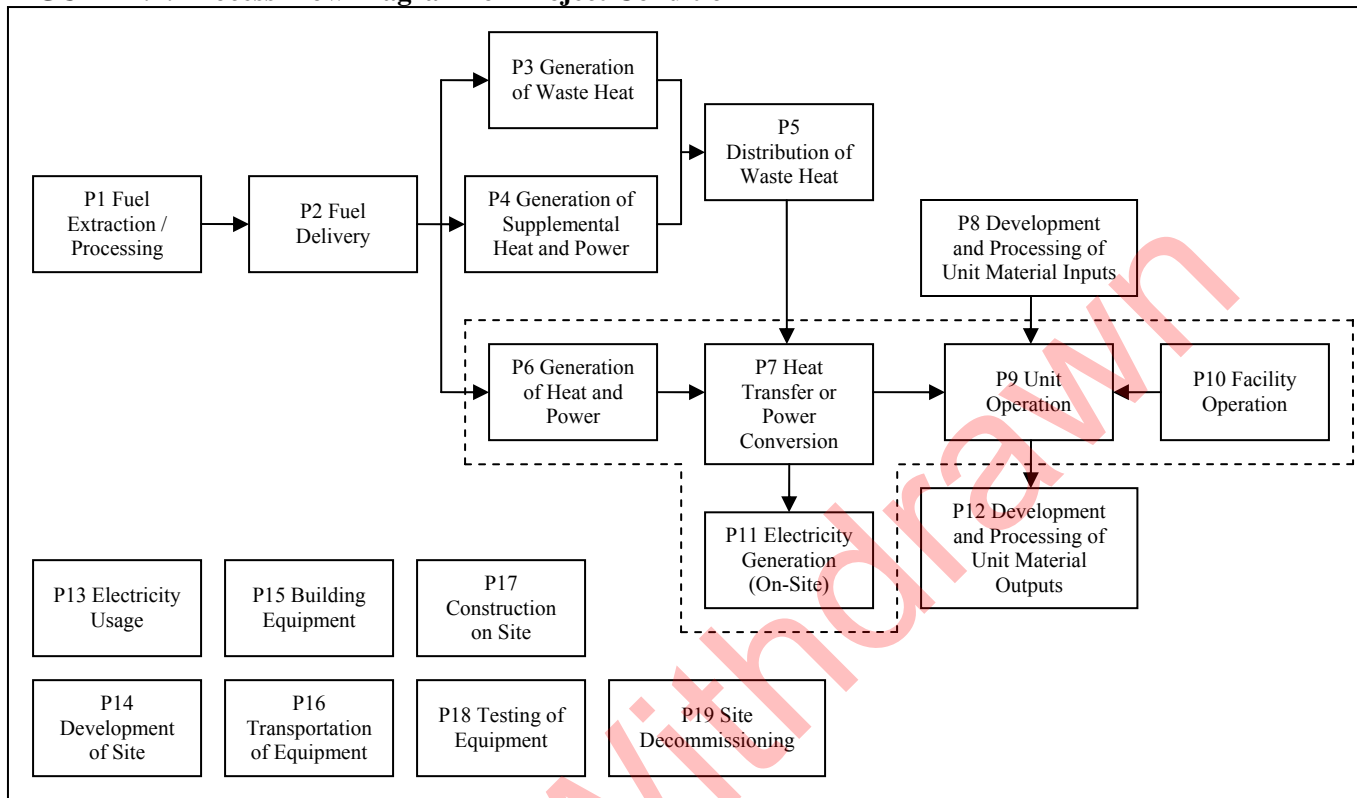 P3 Generation
of Waste Heat
P5
Distribution of
Waste Heat
P1 Fuel
Extraction /
Processing
P2 Fuel
Delivery
P4 Generation of
Supplemental
Heat and Power
P8 Development
and Processing of
Unit Material Inputs
P6 Generation
of Heat and
Power
P7 Heat
Transfer or
Power
Conversion
P9 Unit
Operation
P10 Facility
Operation
P11 Electricity
Generation
(On-Site)
P12 Development
and Processing of
Unit Material
Outputs
P13 Electricity
Usage
P15 Building
Equipment
P17
Construction
on Site
P14
Development
of Site
P16
Transportation
of Equipment
P18 Testing of
Equipment
P19 Site
Decommissioning
Withdrawn